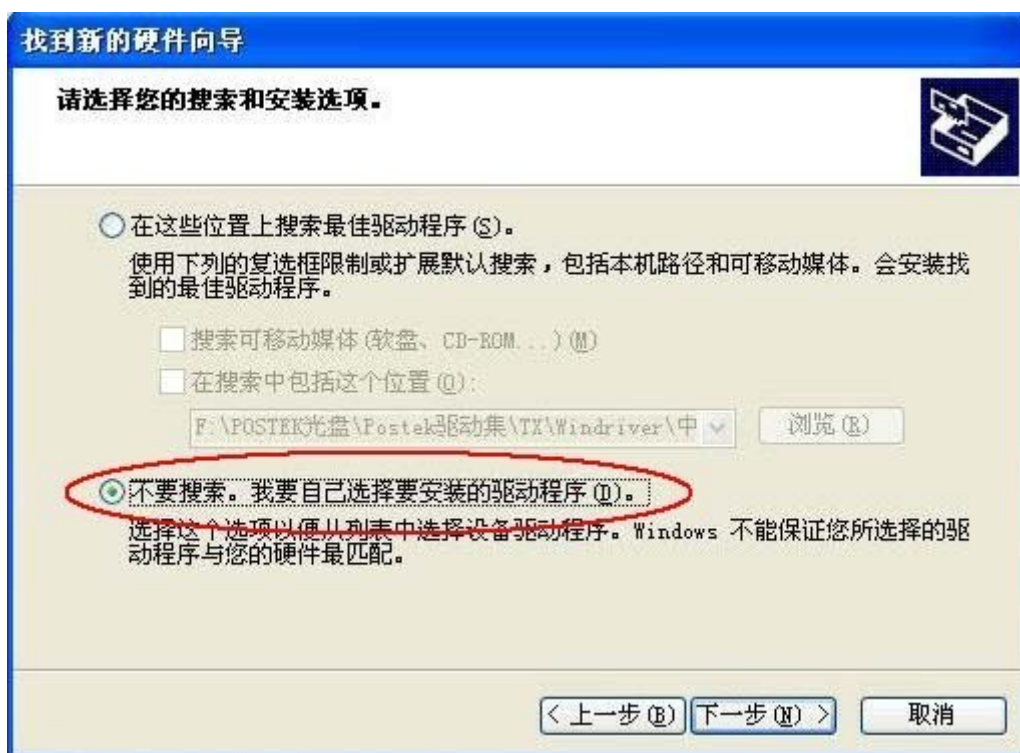 找到新的硬件向导
请选择您的搜索和安装选项。
在这些位置上搜索最佳驱动程序(S)。
使用下列的复选框限制或扩展默认搜索，包括本机路径和可移动媒体。会安装找
到的最佳驱动程序。
搜索可移动媒体(软盘、CD-ROM...)(M)
在搜索中包括这个位置(O):
F:\POSTEK光盘\Postek驱动集\TX\Windriver\中
浏览(R)
不要搜索。我要自己选择要安装的驱动程序(D)。
选择这个选项以便从列表中选择设备驱动程序。Windows 不能保证您所选择的驱
动程序与您的硬件最匹配。
< 上一步(B) 下一步(N) > 取消